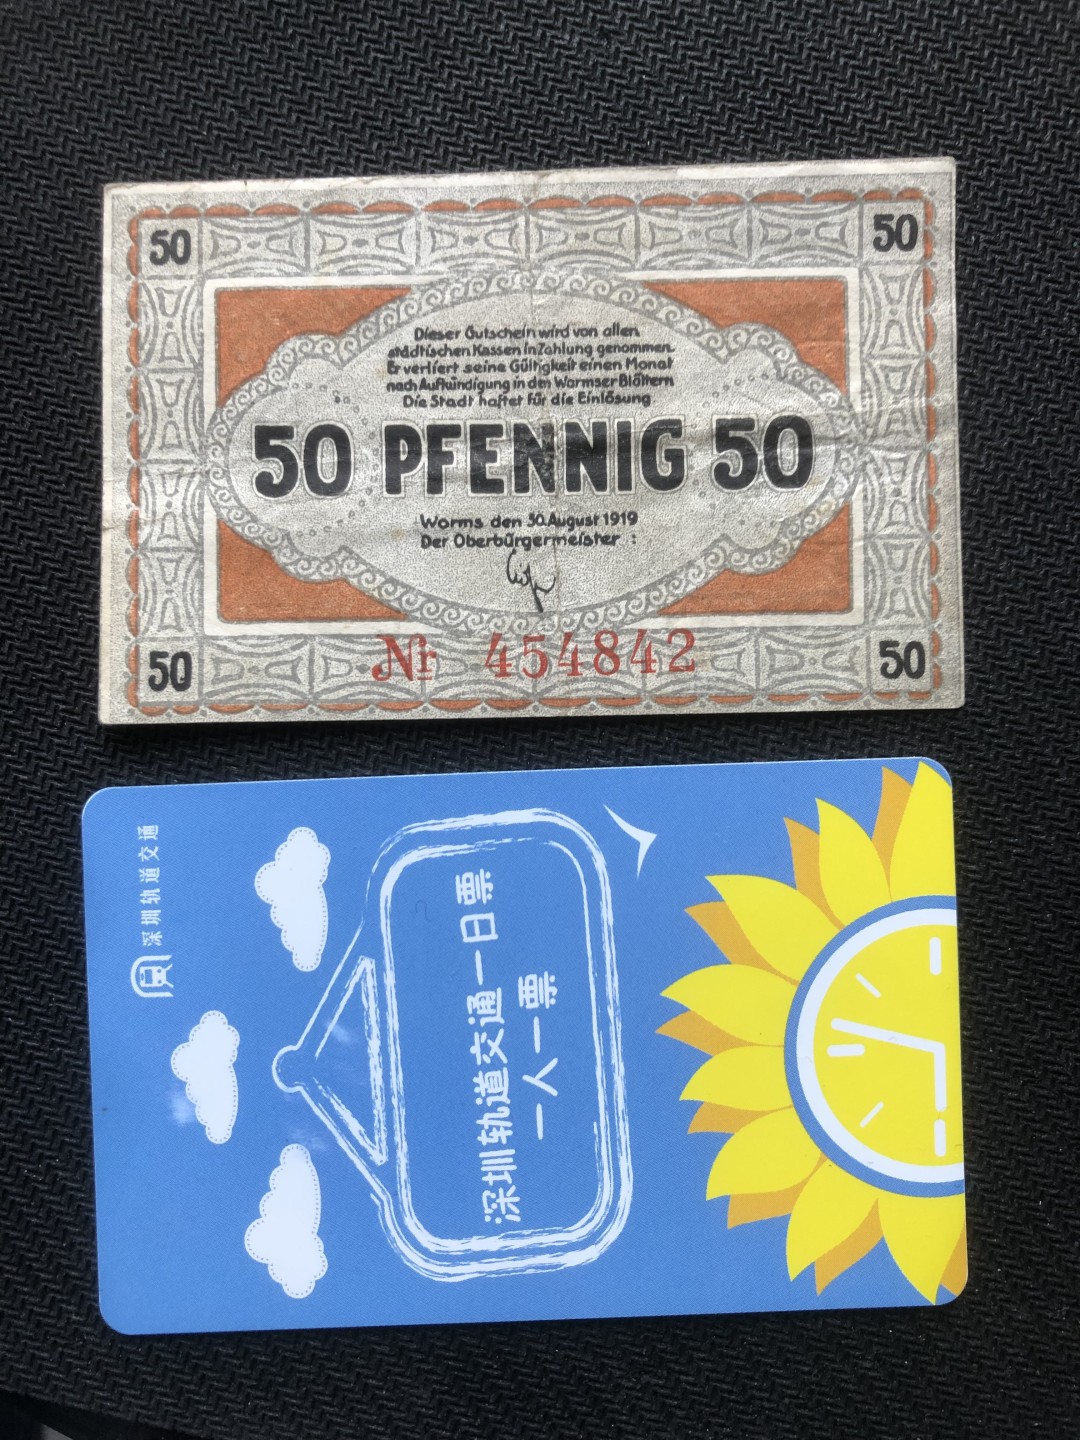 50
50
Dieser Gutschein wird von allen
städtischen Kassen in Zahlung genommen.
Er verliert seine Gültigkeit einen Monat
nach Aufkündigung in den Wormser Blättern
Die Stadt haftet für die Einlösung
50 PFENNIG 50
Worms den 30. August 1919
Der Oberbürgermeister :
Nr 454842
50
50
深圳轨道交通
深圳轨道交通一日票
一人一票